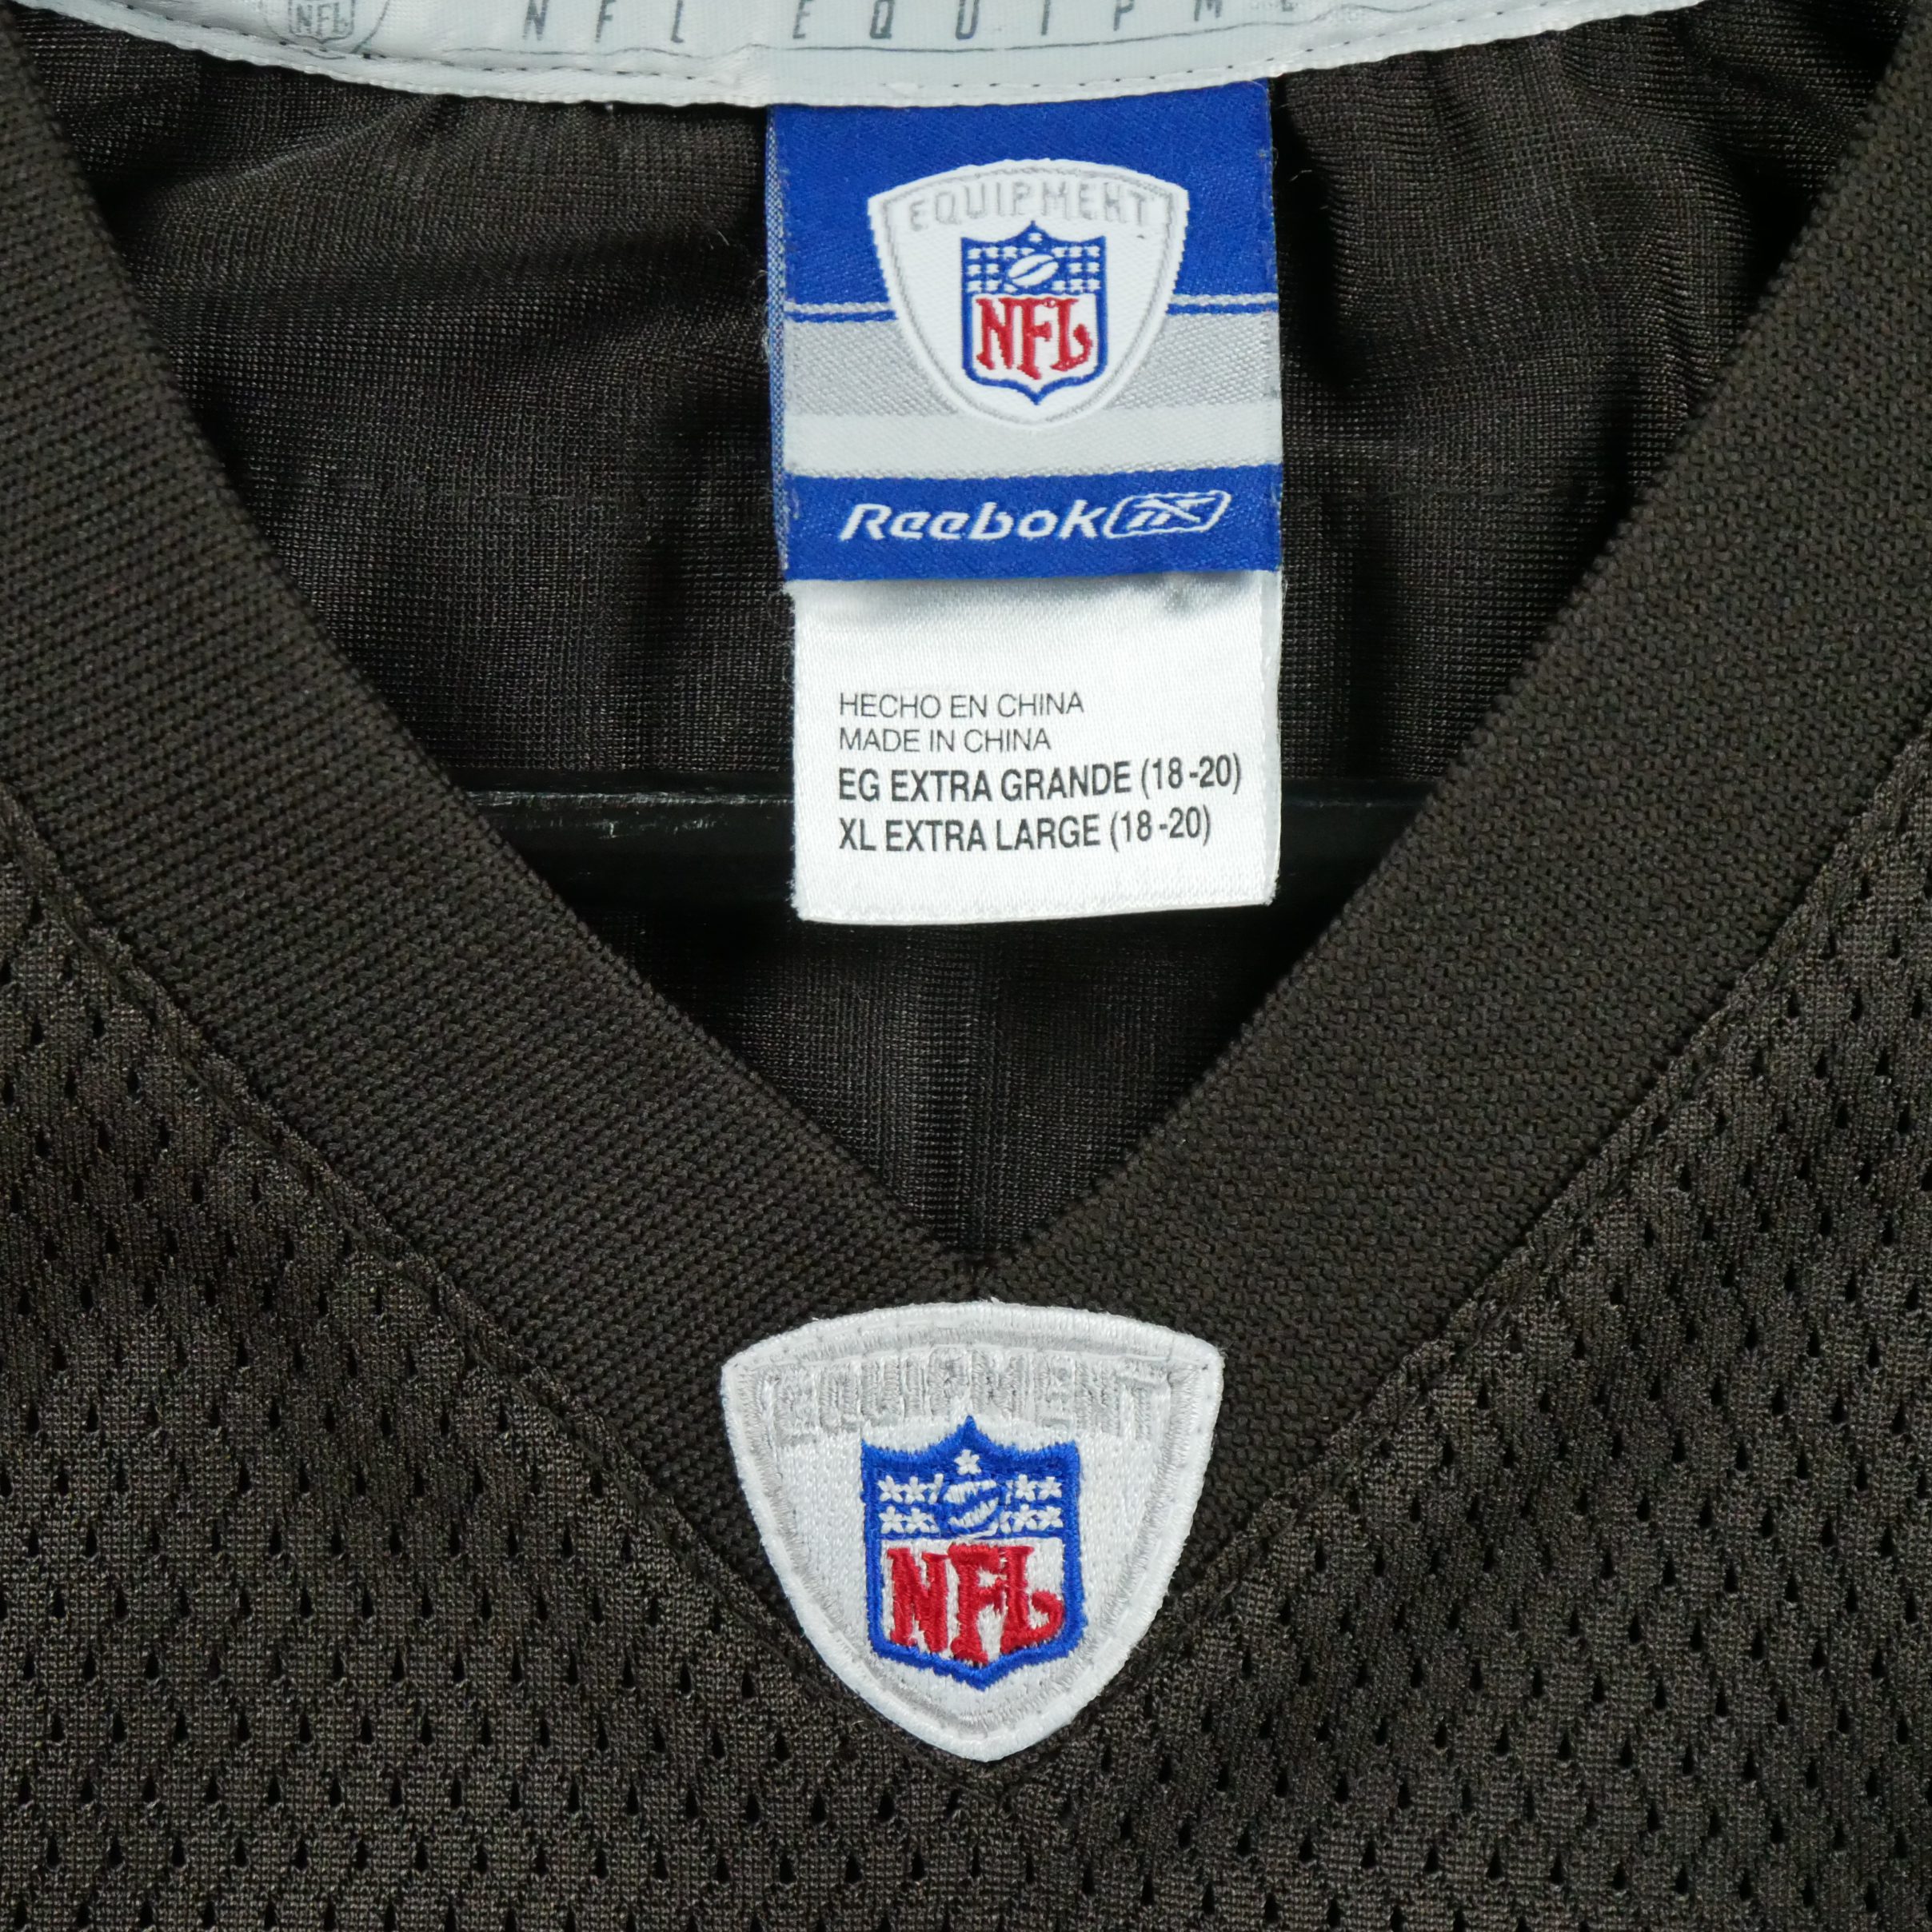 NFL
NFL EQUIPME
EQUIPMENT
NFL
Reebok
HECHO EN CHINA
MADE IN CHINA
EG EXTRA GRANDE (18-20)
XL EXTRA LARGE (18-20)
EQUIPMENT
NFL